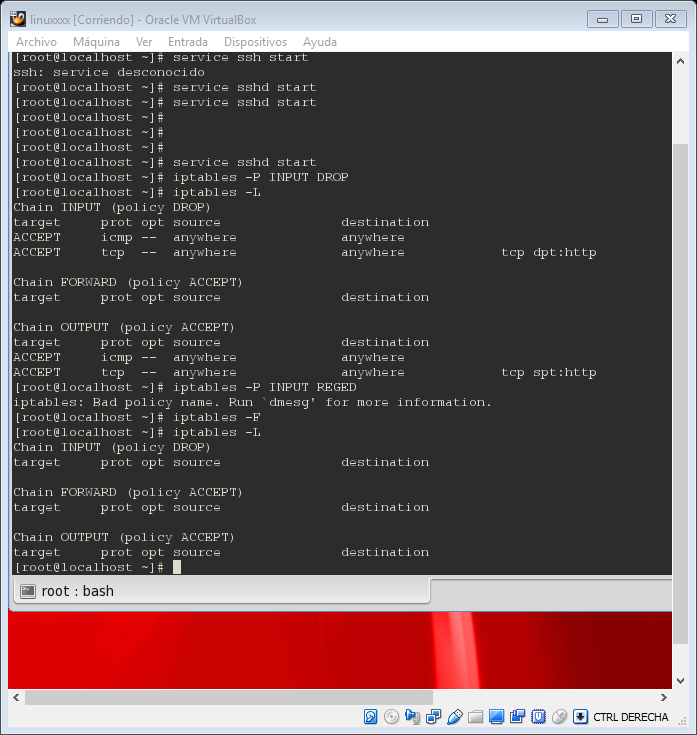 linuxxxx [Corriendo] - Oracle VM VirtualBox
Archivo Máquina Ver Entrada Dispositivos Ayuda
[root@localhost ~]# service ssh start
ssh: service desconocido
[root@localhost ~]# service sshd start
[root@localhost ~]# service sshd start
[root@localhost ~]#
[root@localhost ~]#
[root@localhost ~]#
[root@localhost ~]# service sshd start
[root@localhost ~]# iptables -P INPUT DROP
[root@localhost ~]# iptables -L
Chain INPUT (policy DROP)
target     prot opt source               destination
ACCEPT     icmp --  anywhere             anywhere
ACCEPT     tcp  --  anywhere             anywhere            tcp dpt:http

Chain FORWARD (policy ACCEPT)
target     prot opt source               destination

Chain OUTPUT (policy ACCEPT)
target     prot opt source               destination
ACCEPT     icmp --  anywhere             anywhere
ACCEPT     tcp  --  anywhere             anywhere            tcp spt:http
[root@localhost ~]# iptables -P INPUT REGED
iptables: Bad policy name. Run `dmesg' for more information.
[root@localhost ~]# iptables -F
[root@localhost ~]# iptables -L
Chain INPUT (policy DROP)
target     prot opt source               destination

Chain FORWARD (policy ACCEPT)
target     prot opt source               destination

Chain OUTPUT (policy ACCEPT)
target     prot opt source               destination
[root@localhost ~]#
root : bash
CTRL DERECHA